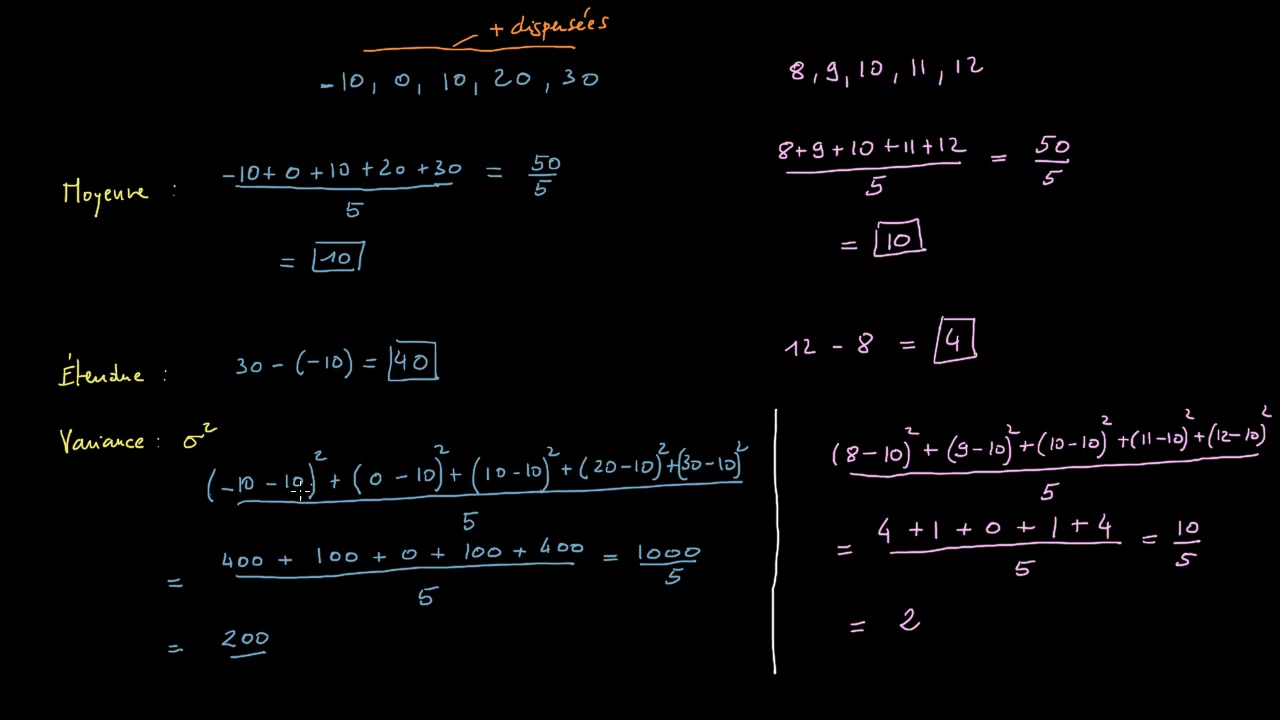 + dispersées
-10, 0, 10, 20, 30
8, 9, 10, 11, 12
Moyenne :
-10+0+10+20+30 / 5 = 50/5
= 10
8+9+10+11+12 / 5 = 50/5
= 10
Étendue :
30 - (-10) = 40
12 - 8 = 4
Variance : σ²
(-10-10)² + (0-10)² + (10-10)² + (20-10)² + (30-10)² / 5
= 400 + 100 + 0 + 100 + 400 / 5 = 1000/5
= 200
(8-10)² + (9-10)² + (10-10)² + (11-10)² + (12-10)² / 5
= 4 + 1 + 0 + 1 + 4 / 5 = 10/5
= 2